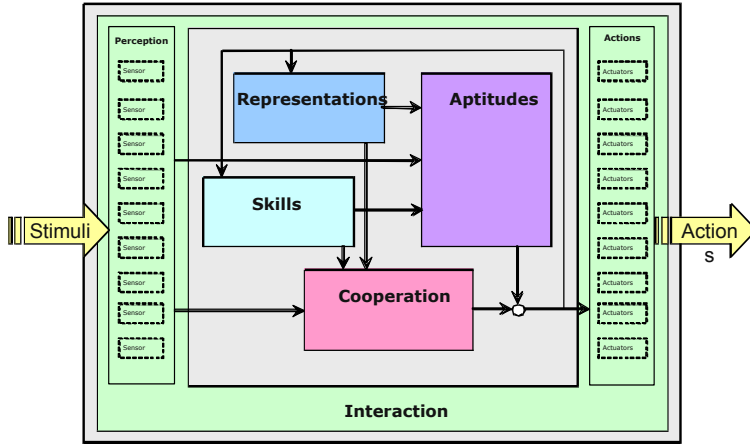 Perception
Sensor
Sensor
Sensor
Sensor
Sensor
Sensor
Sensor
Sensor
Sensor
Stimuli
Representations
Aptitudes
Skills
Cooperation
Actions
Actuators
Actuators
Actuators
Actuators
Actuators
Actuators
Actuators
Actuators
Actuators
Action
s
Interaction